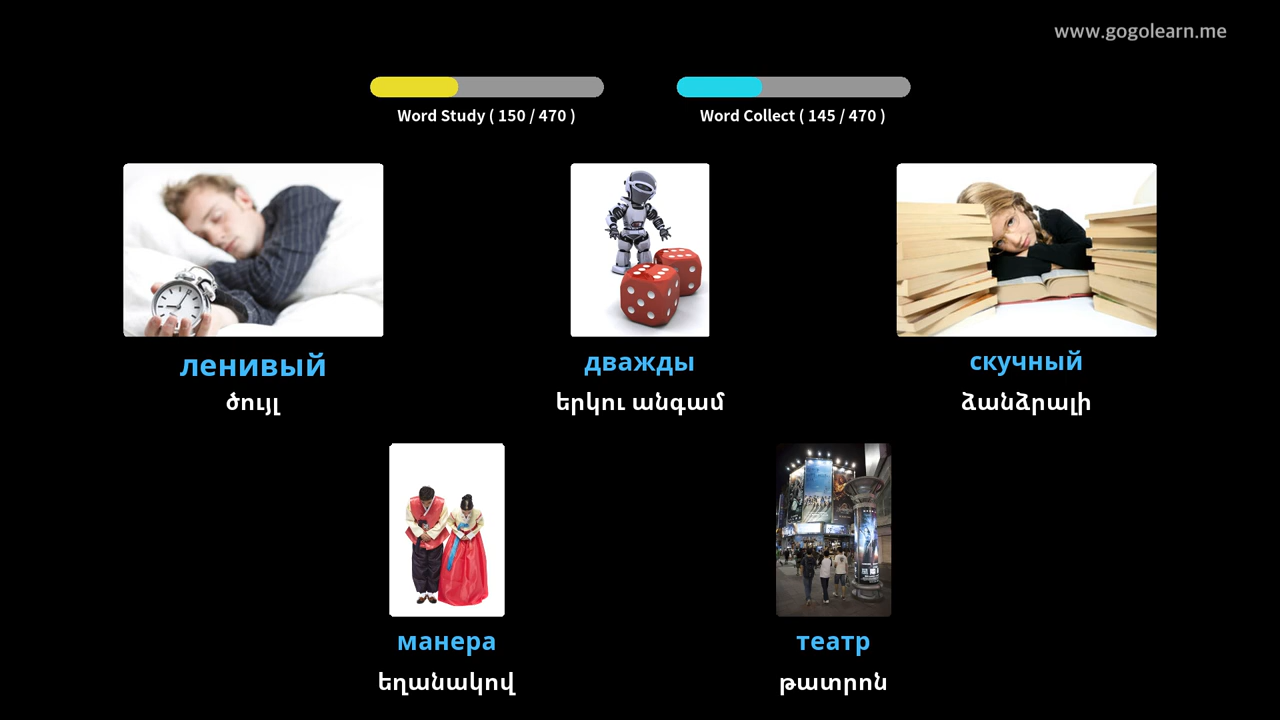 www.gogolearn.me
Word Study ( 150 / 470 )
Word Collect ( 145 / 470 )
ленивый
ծույլ
дважды
երկու անգամ
скучный
ձանձրալի
манера
եղանակով
театр
թատրոն